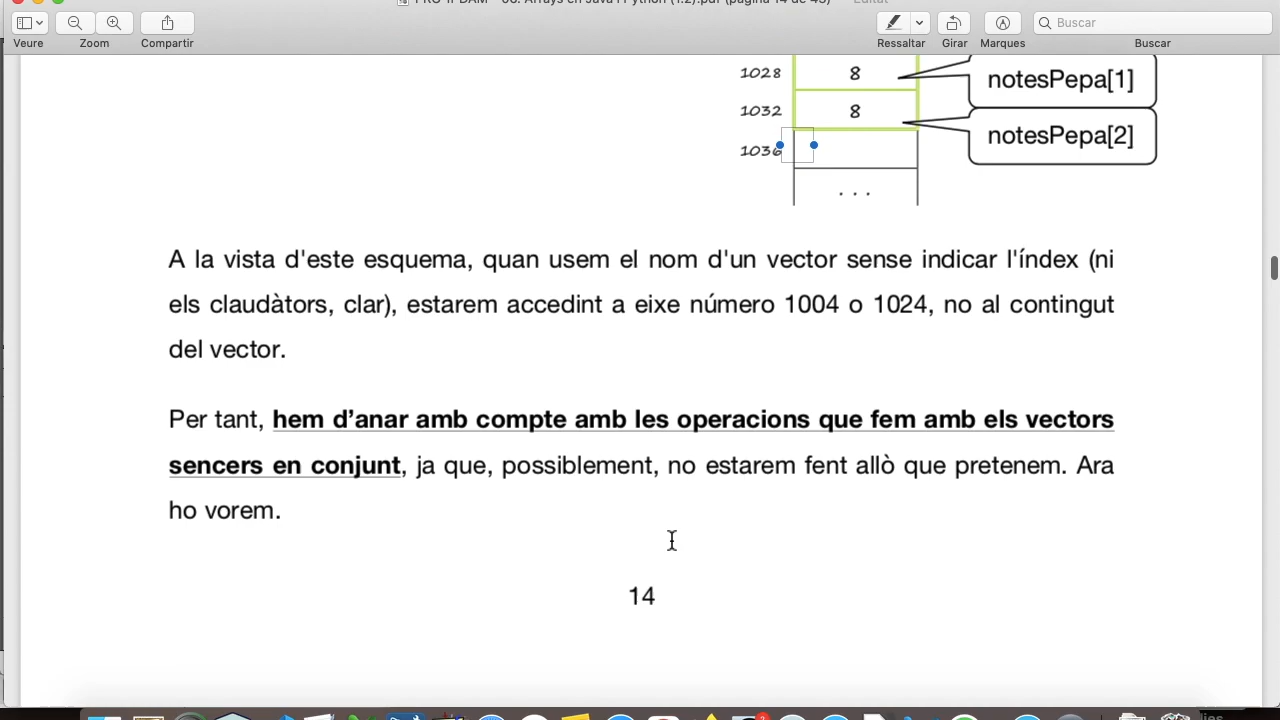 Editat
Veure
Zoom
Compartir
Ressaltar
Girar
Marques
Buscar
Buscar
1028 8 notesPepa[1]
1032 8 notesPepa[2]
1036
...
A la vista d'este esquema, quan usem el nom d'un vector sense indicar l'índex (ni
els claudàtors, clar), estarem accedint a eixe número 1004 o 1024, no al contingut
del vector.
Per tant, hem d’anar amb compte amb les operacions que fem amb els vectors
sencers en conjunt, ja que, possiblement, no estarem fent allò que pretenem. Ara
ho vorem.
14